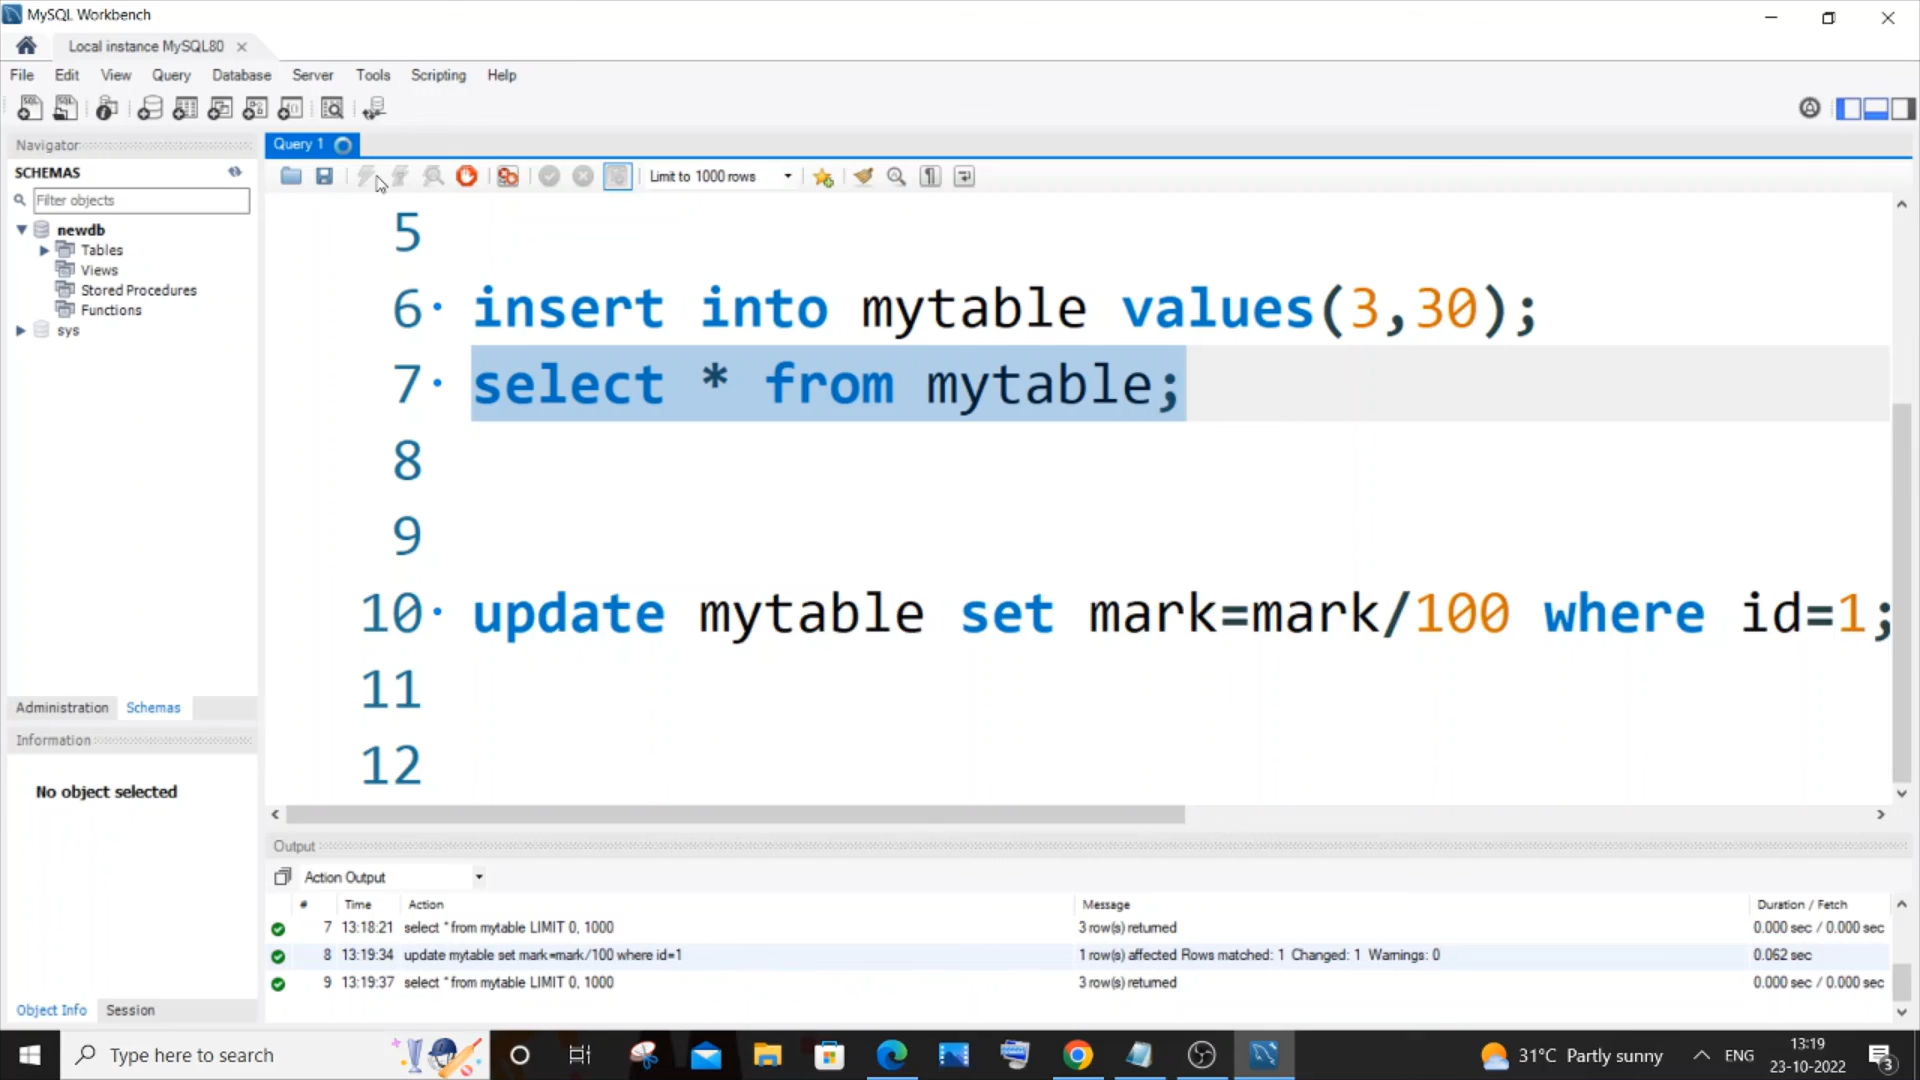 MySQL Workbench
Local instance MySQL80
File Edit View Query Database Server Tools Scripting Help
Navigator
SCHEMAS
Filter objects
newdb
Tables
Views
Stored Procedures
Functions
sys
Administration Schemas
Information
No object selected
Object Info Session
Query 1
Limit to 1000 rows
5
6 insert into mytable values(3,30);
7 select * from mytable;
8
9
10 update mytable set mark=mark/100 where id=1;
11
12
Output
Action Output
# Time Action Message Duration / Fetch
7 13:18:21 select * from mytable LIMIT 0, 1000 3 row(s) returned 0.000 sec / 0.000 sec
8 13:19:34 update mytable set mark=mark/100 where id=1 1 row(s) affected Rows matched: 1 Changed: 1 Warnings: 0 0.062 sec
9 13:19:37 select * from mytable LIMIT 0, 1000 3 row(s) returned 0.000 sec / 0.000 sec
Type here to search
31°C Partly sunny
ENG
13:19
23-10-2022
3